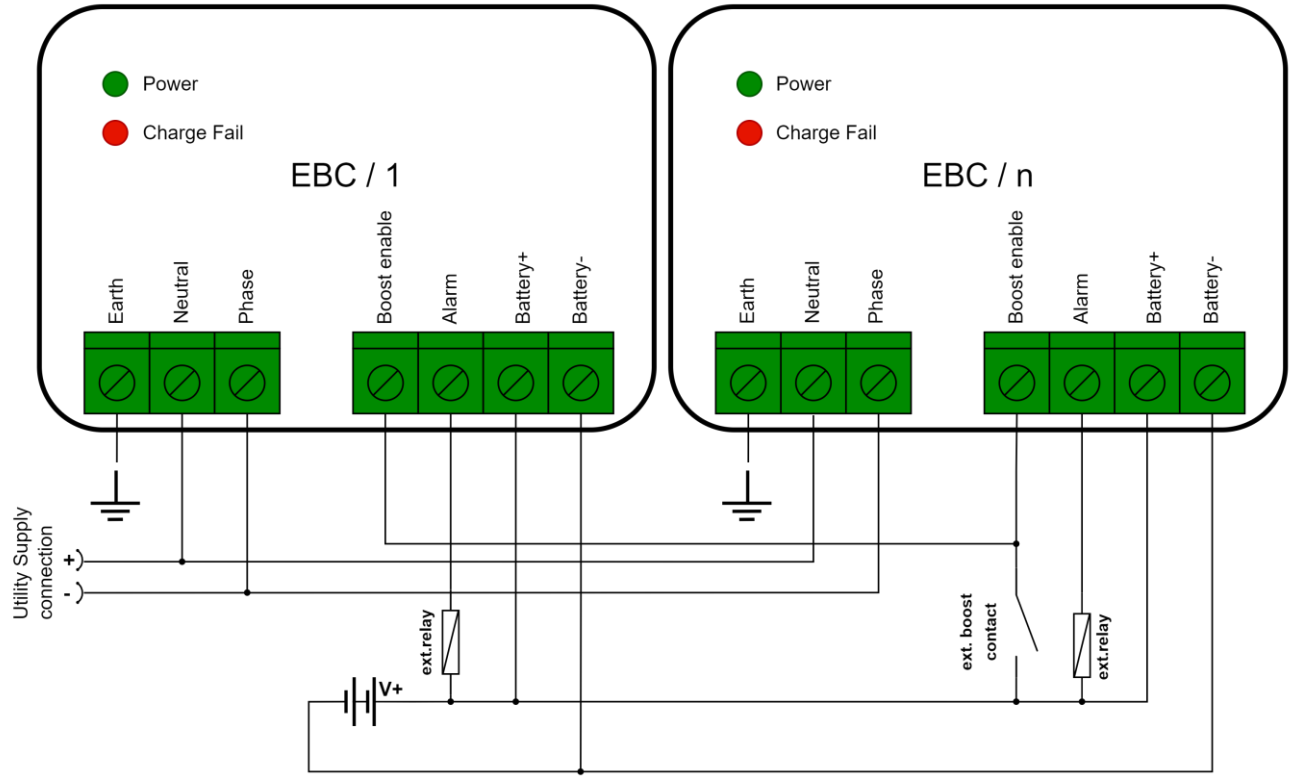 Power
Charge Fail
EBC / 1
Earth
Neutral
Phase
Boost enable
Alarm
Battery+
Battery-
Power
Charge Fail
EBC / n
Earth
Neutral
Phase
Boost enable
Alarm
Battery+
Battery-
Utility Supply
connection
+
-
ext.relay
V+
ext. boost
contact
ext.relay